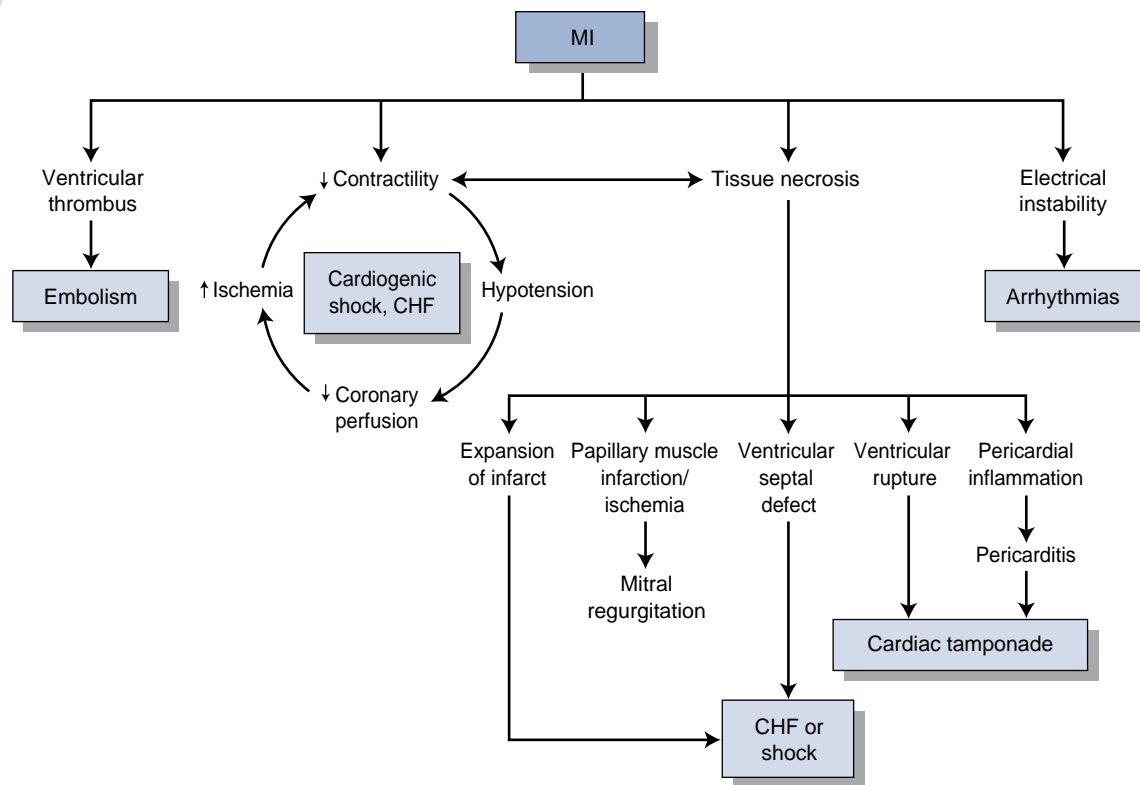 MI
Ventricular
thrombus
Embolism
↓ Contractility
Hypotension
↓ Coronary
perfusion
↑ Ischemia
Cardiogenic
shock, CHF
Tissue necrosis
Electrical
instability
Arrhythmias
Expansion
of infarct
Papillary muscle
infarction/
ischemia
Mitral
regurgitation
Ventricular
septal
defect
Ventricular
rupture
Pericardial
inflammation
Pericarditis
Cardiac tamponade
CHF or
shock